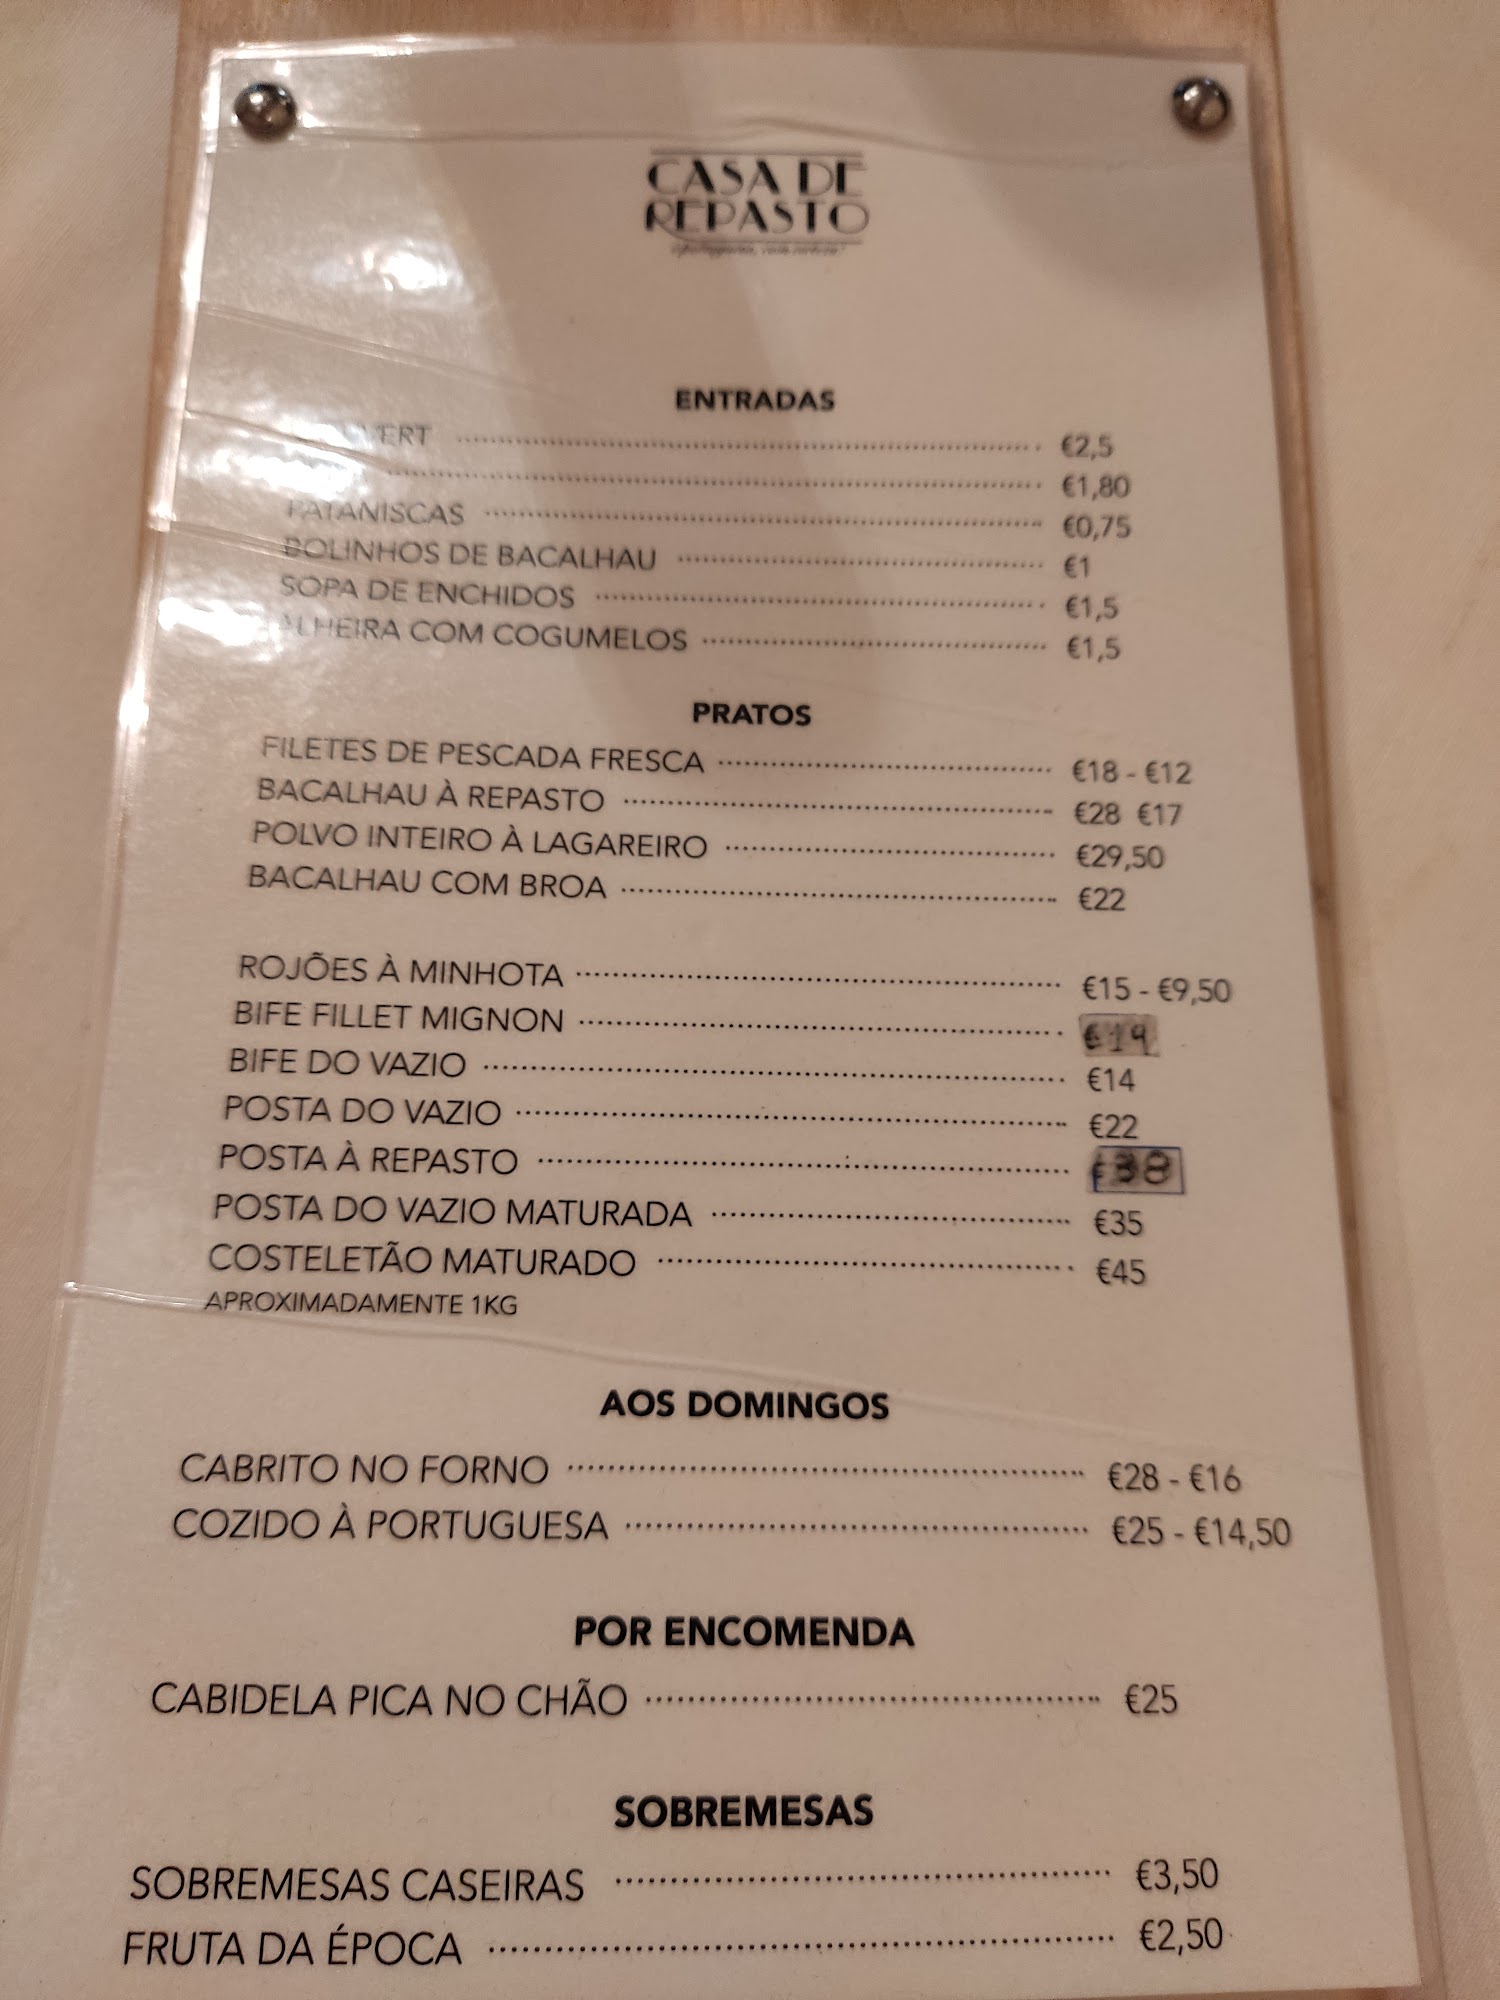 CASA DE
REPASTO
ENTRADAS
€2,5
€1,80
PATANISCAS €0,75
BOLINHOS DE BACALHAU €1
SOPA DE ENCHIDOS €1,5
ALHEIRA COM COGUMELOS €1,5
PRATOS
FILETES DE PESCADA FRESCA €18 - €12
BACALHAU À REPASTO €28 €17
POLVO INTEIRO À LAGAREIRO €29,50
BACALHAU COM BROA €22
ROJÕES À MINHOTA €15 - €9,50
BIFE FILLET MIGNON €19
BIFE DO VAZIO €14
POSTA DO VAZIO €22
POSTA À REPASTO €38
POSTA DO VAZIO MATURADA €35
COSTELETÃO MATURADO €45
APROXIMADAMENTE 1KG
AOS DOMINGOS
CABRITO NO FORNO €28 - €16
COZIDO À PORTUGUESA €25 - €14,50
POR ENCOMENDA
CABIDELA PICA NO CHÃO €25
SOBREMESAS
SOBREMESAS CASEIRAS €3,50
FRUTA DA ÉPOCA €2,50